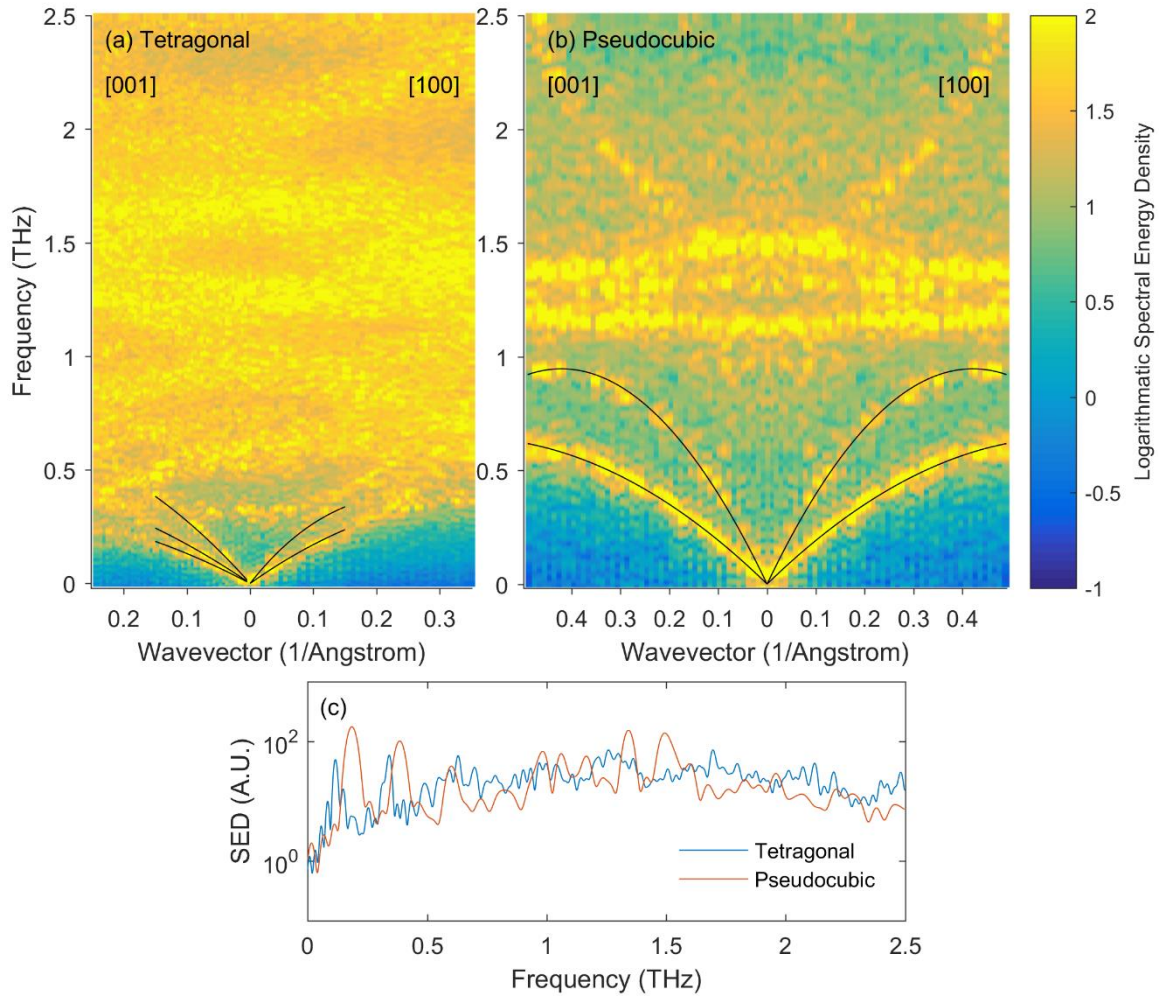 (a) Tetragonal
[001] [100]
2.5
2
1.5
1
0.5
0
Frequency (THz)
0.2 0.1 0 0.1 0.2 0.3
Wavevector (1/Angstrom)
(b) Pseudocubic
[001] [100]
2.5
2
1.5
1
0.5
0
0.4 0.3 0.2 0.1 0 0.1 0.2 0.3 0.4
Wavevector (1/Angstrom)
2
1.5
1
0.5
0
-0.5
-1
Logarithmatic Spectral Energy Density
(c)
10²
10⁰
SED (A.U.)
Tetragonal
Pseudocubic
0 0.5 1 1.5 2 2.5
Frequency (THz)